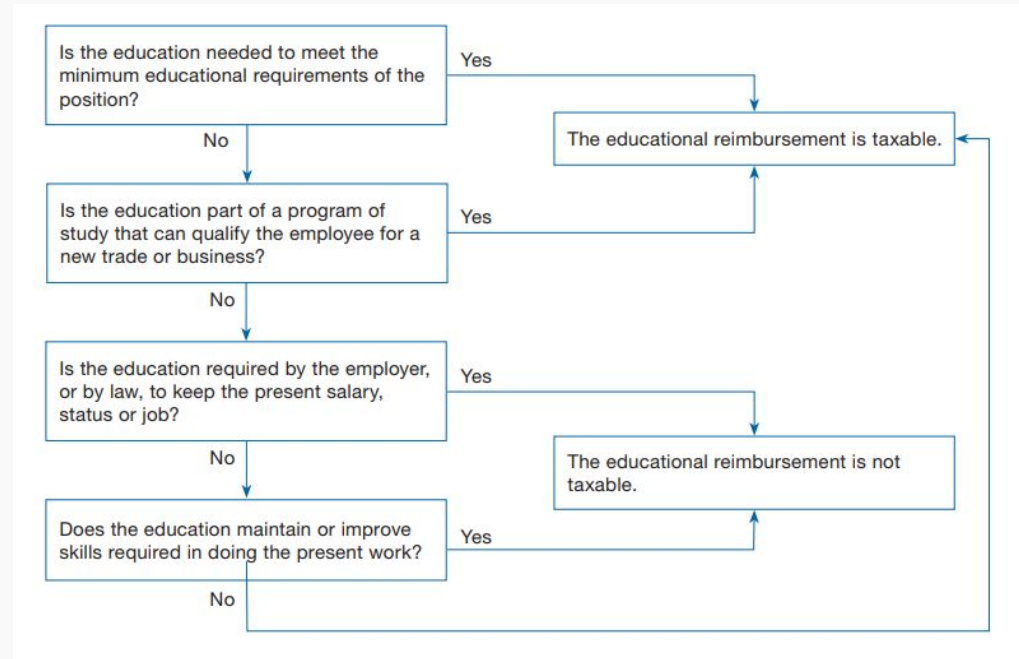 Is the education needed to meet the
minimum educational requirements of the
position?
Yes
The educational reimbursement is taxable.
No
Is the education part of a program of
study that can qualify the employee for a
new trade or business?
Yes
No
Is the education required by the employer,
or by law, to keep the present salary,
status or job?
Yes
The educational reimbursement is not
taxable.
No
Does the education maintain or improve
skills required in doing the present work?
Yes
No